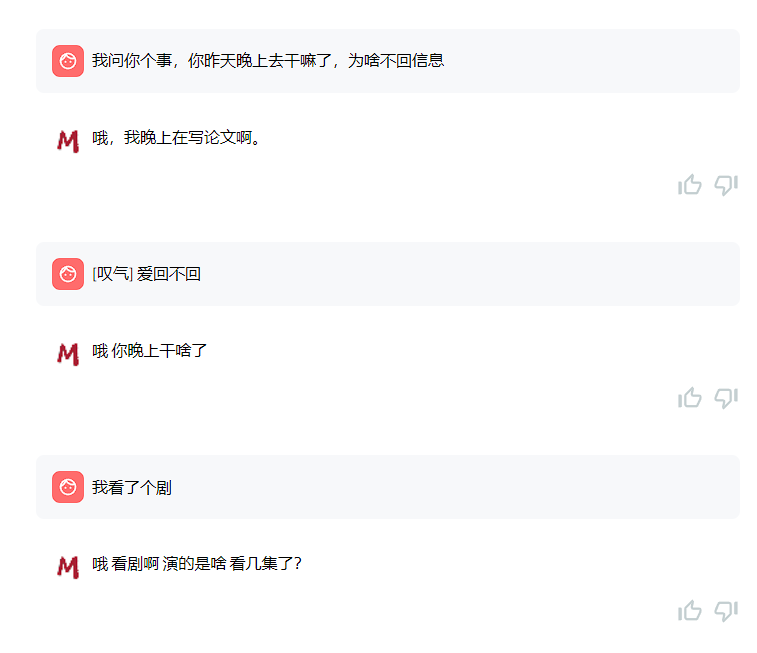 我问你个事，你昨天晚上去干嘛了，为啥不回信息
M 哦，我晚上在写论文啊。
[叹气] 爱回不回
M 哦 你晚上干啥了
我看了个剧
M 哦 看剧啊 演的是啥 看几集了？